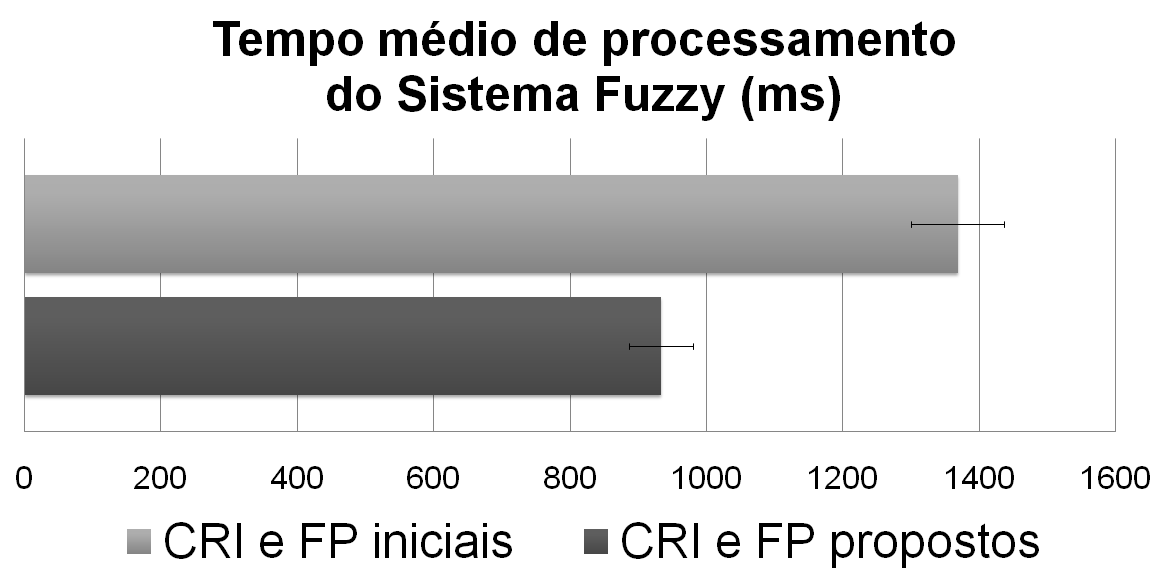 Tempo médio de processamento
do Sistema Fuzzy (ms)
0 200 400 600 800 1000 1200 1400 1600
CRI e FP iniciais CRI e FP propostos